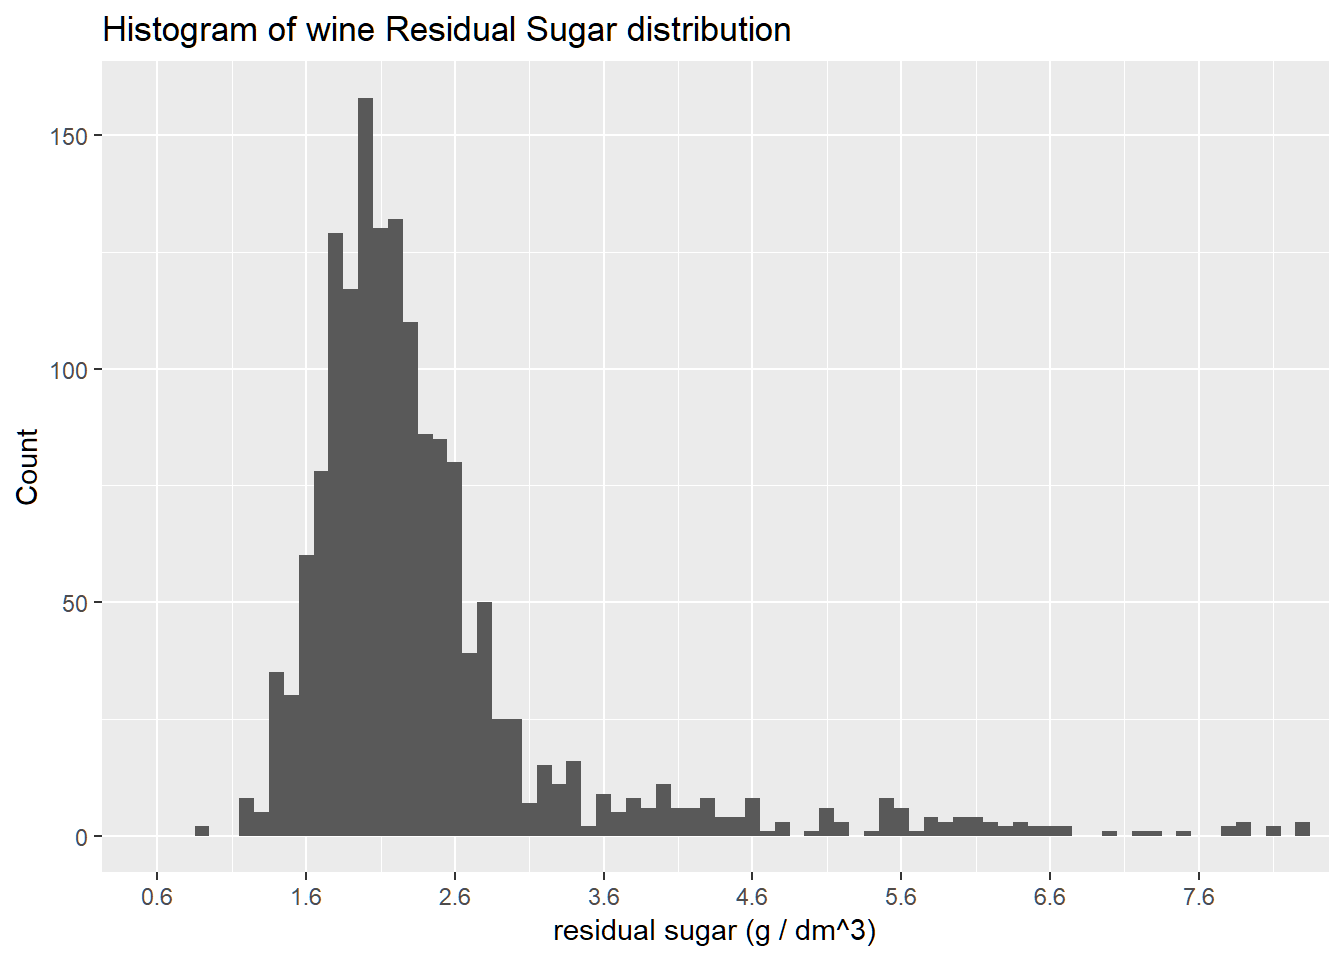 Histogram of wine Residual Sugar distribution
150
100
50
0
Count
0.6 1.6 2.6 3.6 4.6 5.6 6.6 7.6
residual sugar (g / dm^3)